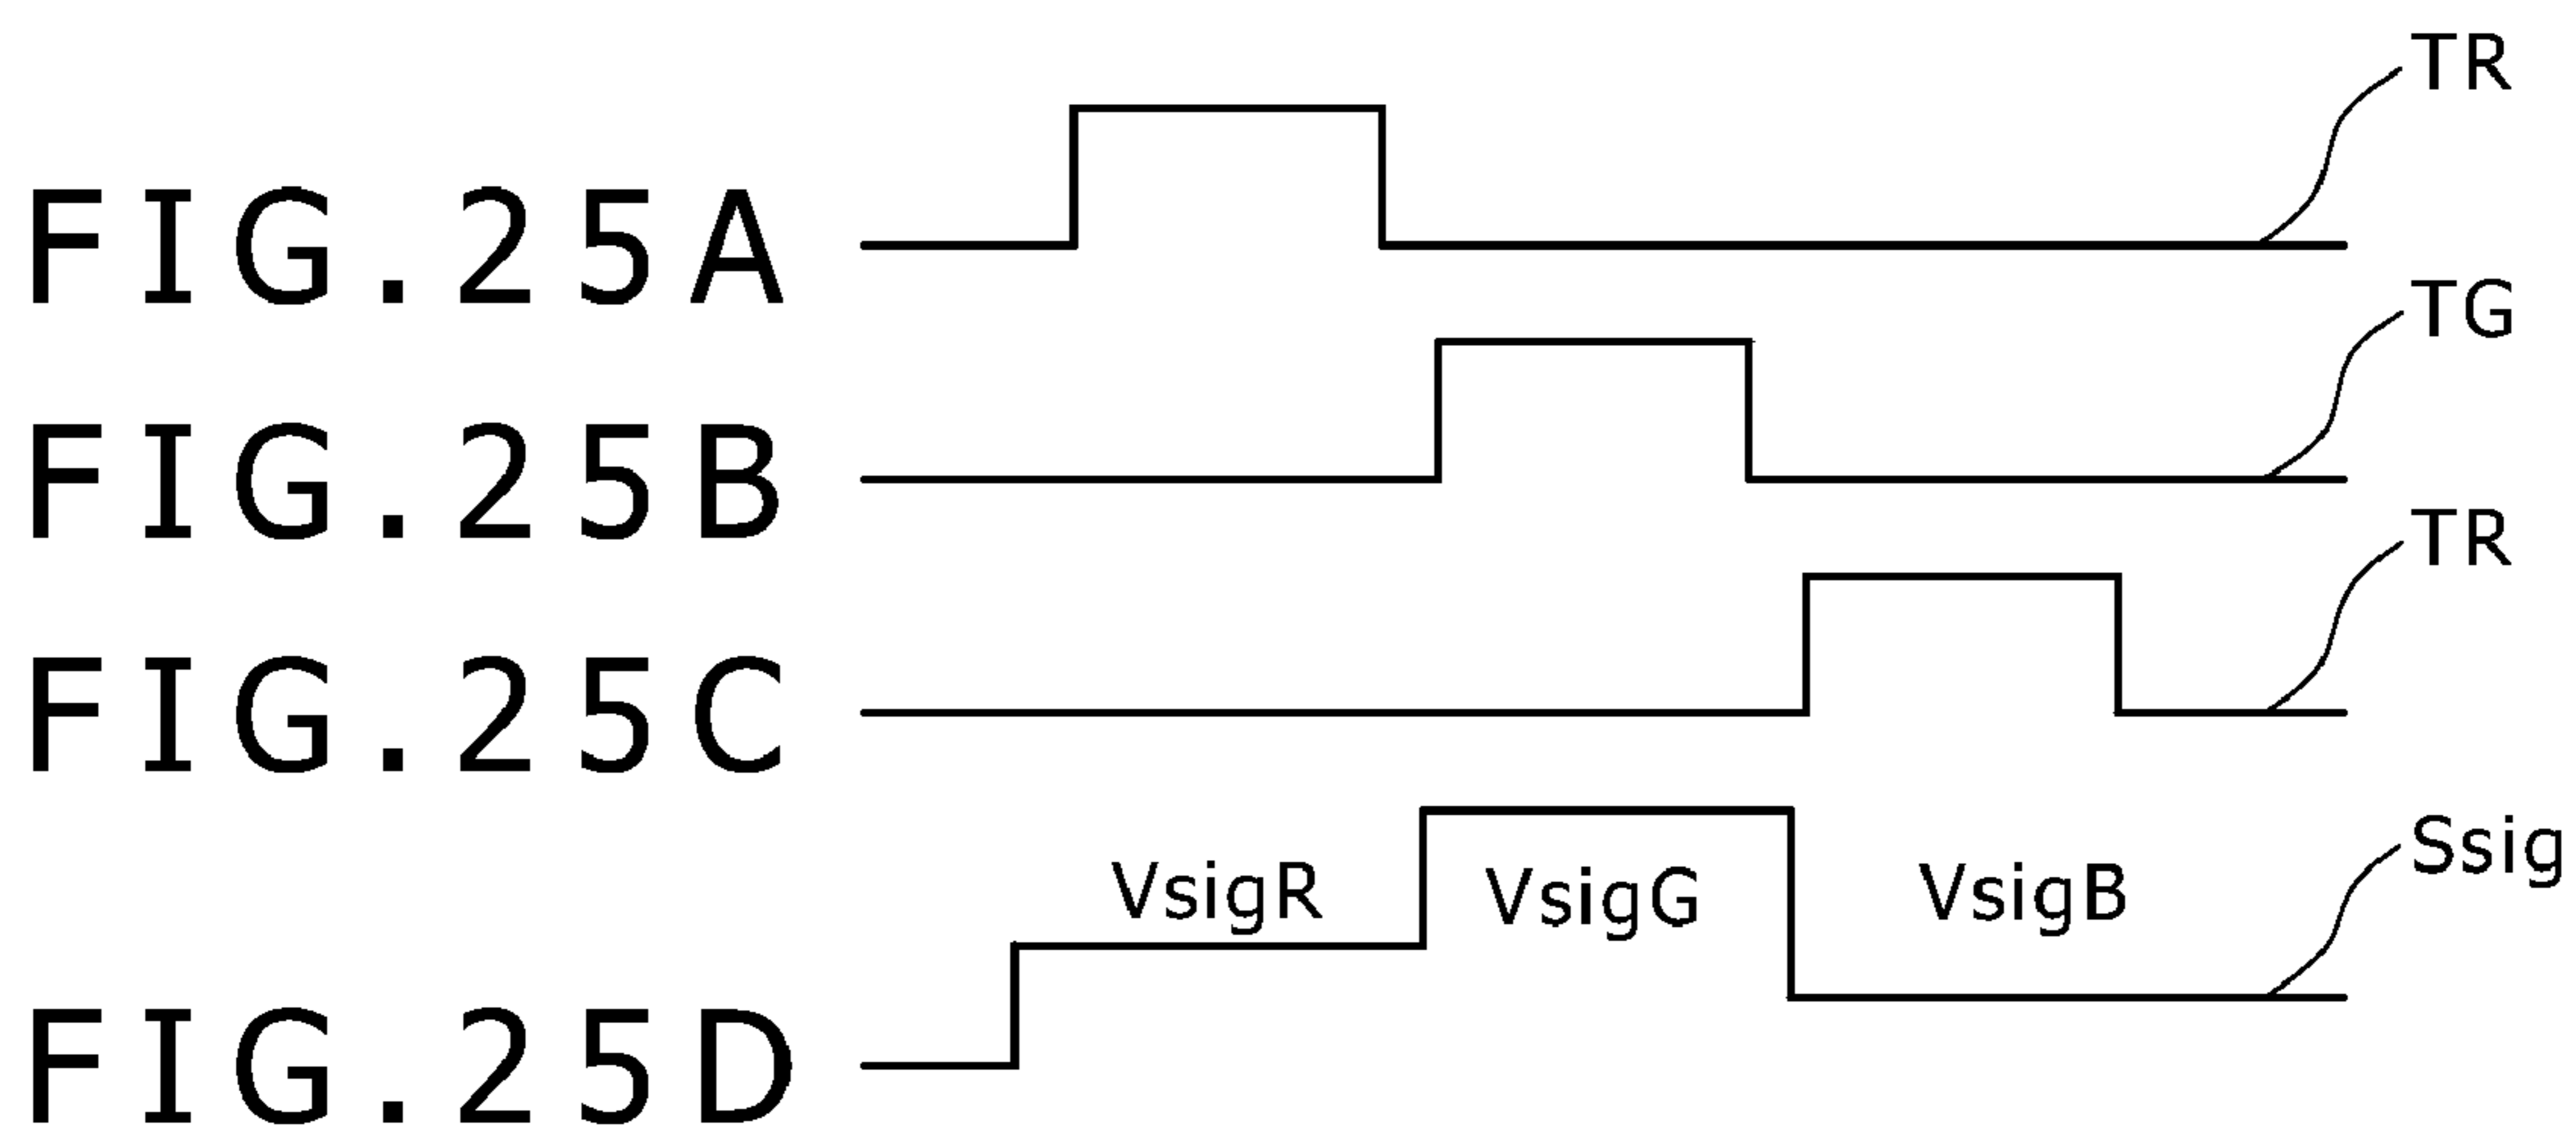 TR
FIG.25A
TG
FIG.25B
TR
FIG.25C
VsigR VsigG VsigB Ssig
FIG.25D